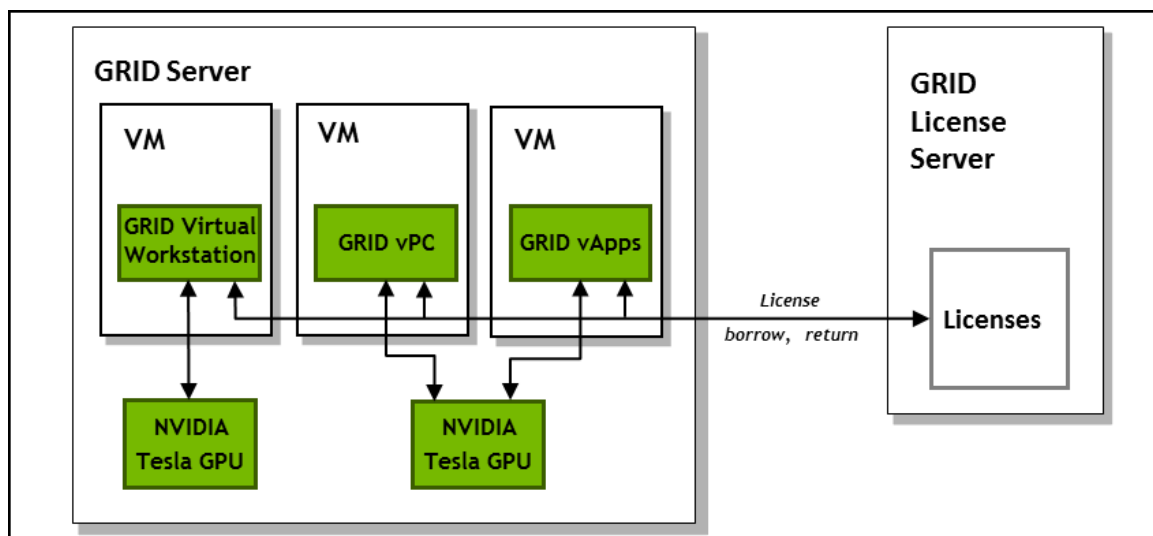 GRID Server
VM
VM
VM
GRID Virtual
Workstation
GRID vPC
GRID vApps
NVIDIA
Tesla GPU
NVIDIA
Tesla GPU
License
borrow, return
GRID
License
Server
Licenses